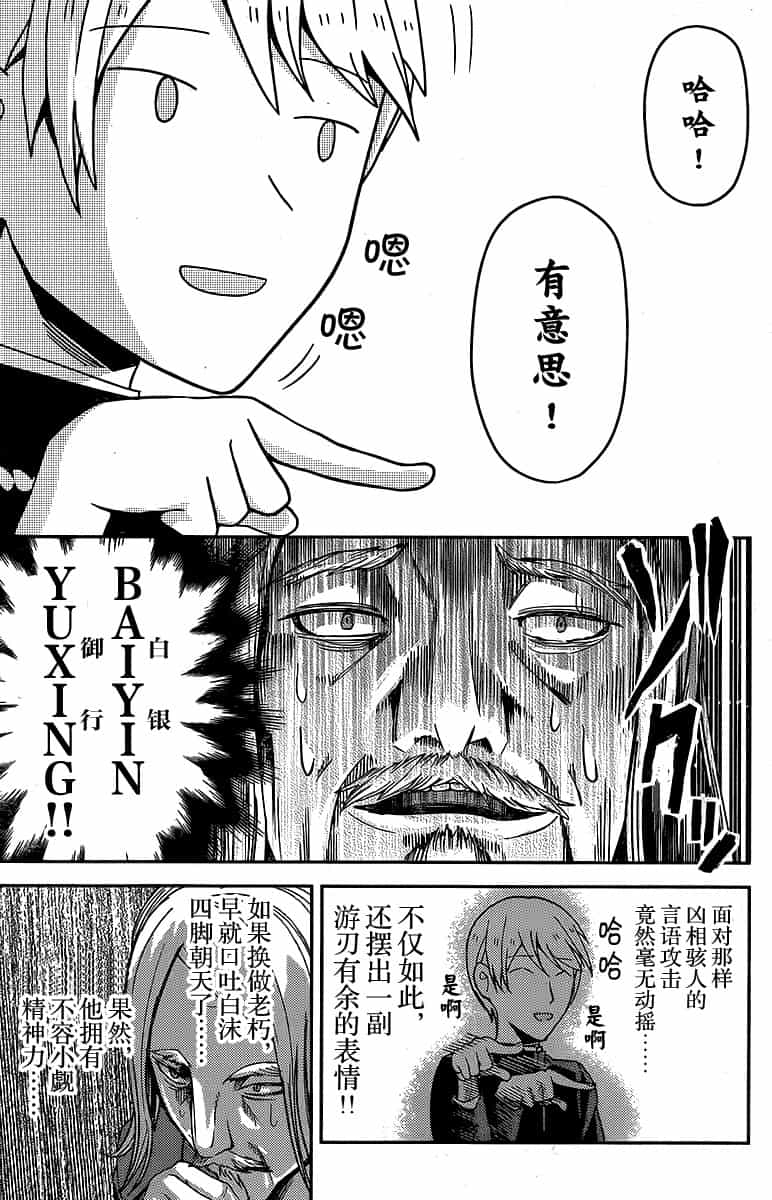 哈哈！
有意思！
嗯
嗯
BAIYIN
白银
YUXING!!
御行
面对那样
凶相骇人的
言语攻击
竟然毫无动摇……
哈哈
是啊
是啊
不仅如此，
还摆出一副
游刃有余的表情!!
如果换做老朽，
早就口吐白沫
四脚朝天了……
果然，
他拥有
不容小觑
精神力……